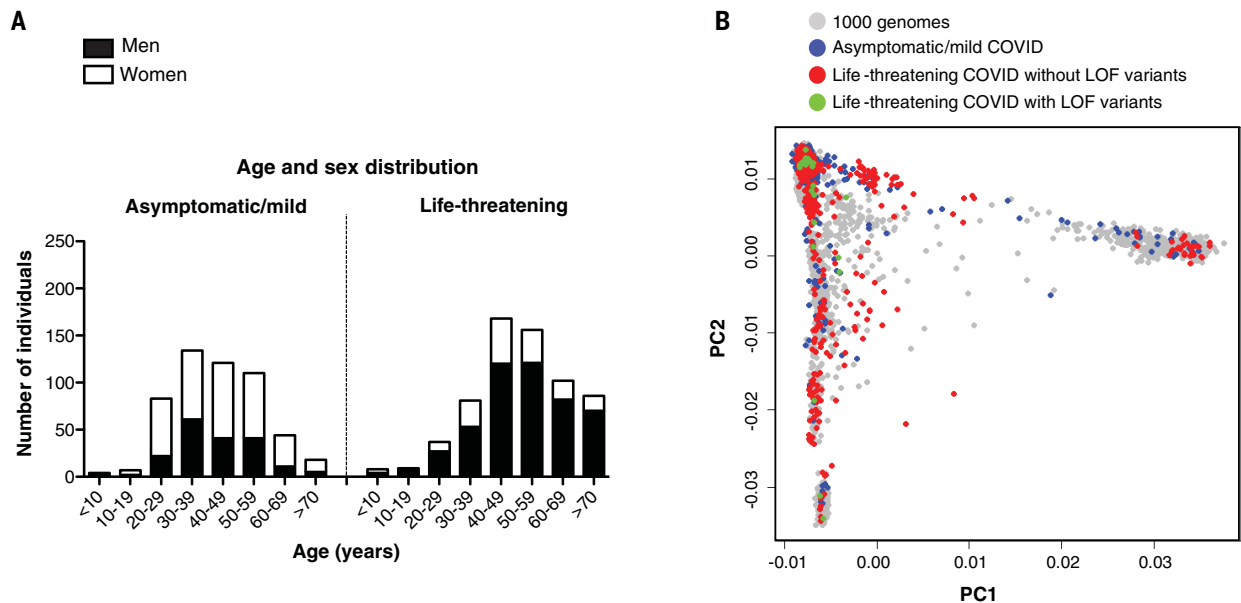 A
Men
Women
Age and sex distribution
Asymptomatic/mild
Life-threatening
Number of individuals
250
200
150
100
50
0
<10
10-19
20-29
30-39
40-49
50-59
60-69
>70
<10
10-19
20-29
30-39
40-49
50-59
60-69
>70
Age (years)
B
1000 genomes
Asymptomatic/mild COVID
Life-threatening COVID without LOF variants
Life-threatening COVID with LOF variants
PC2
0.01
0.00
-0.01
-0.02
-0.03
-0.01
0.00
0.01
0.02
0.03
PC1